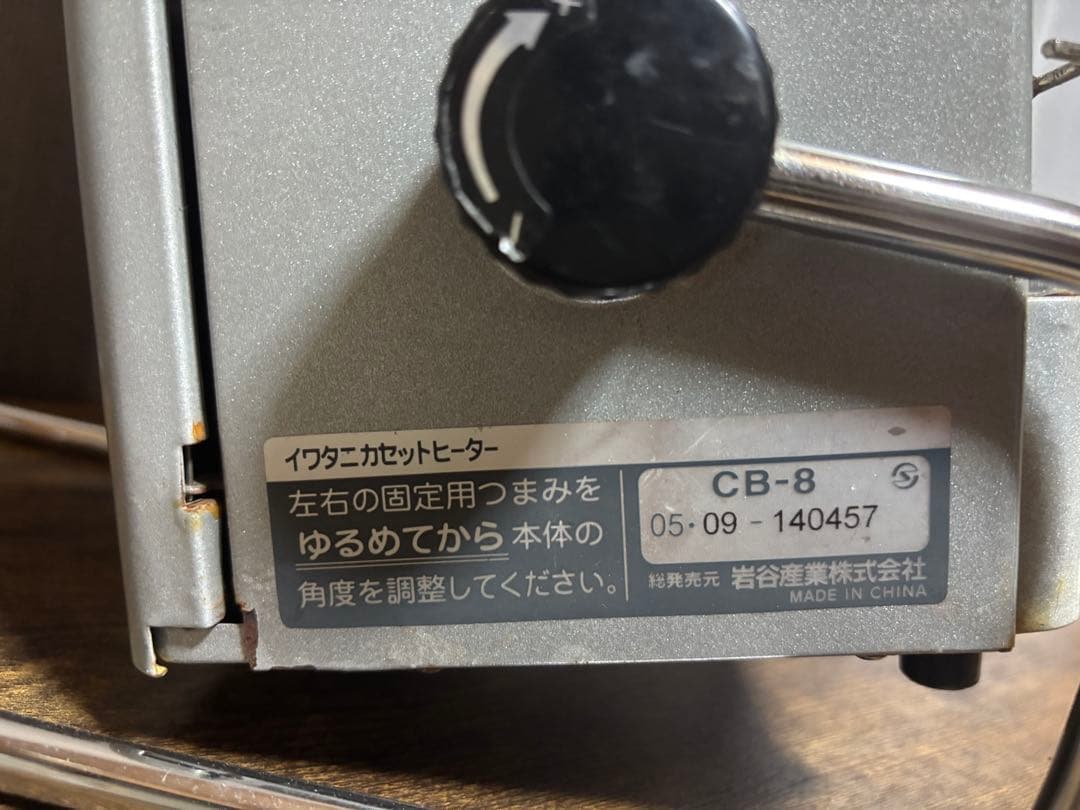 イワタニカセットヒーター
左右の固定用つまみを
ゆるめてから本体の
角度を調整してください。
CB-8
05・09 - 140457
総発売元 岩谷産業株式会社
MADE IN CHINA